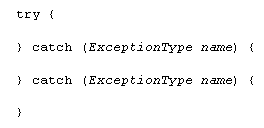 try {
} catch (ExceptionType name) {
} catch (ExceptionType name) {
}